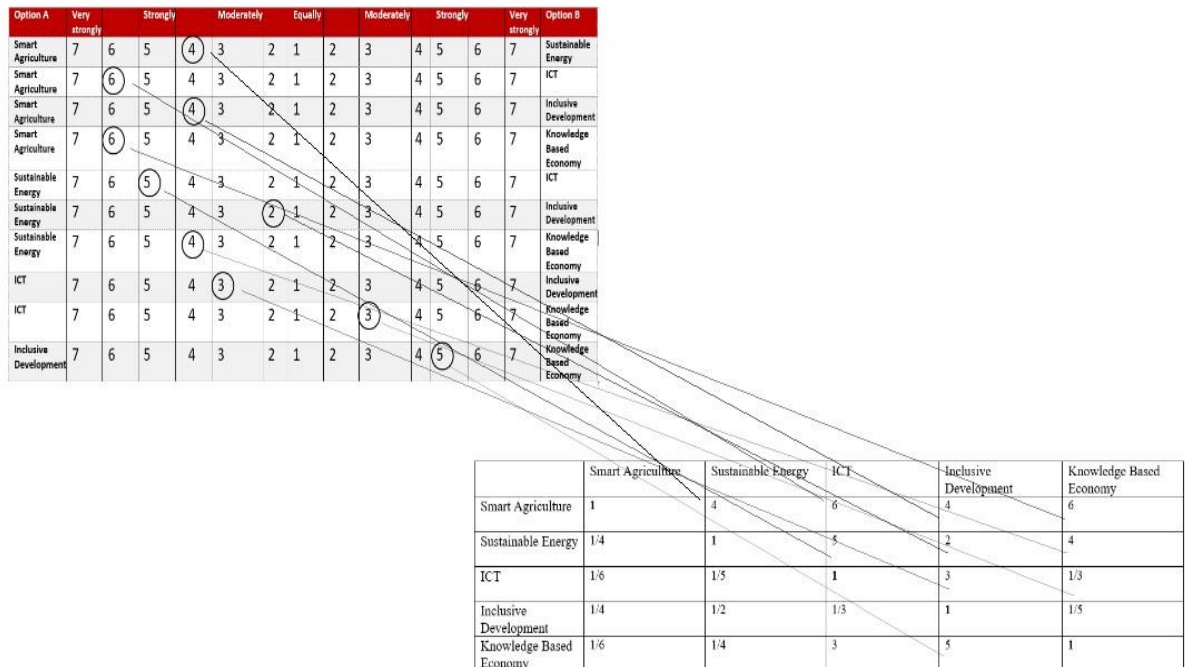 Option A Very strongly Strongly Moderately Equally Moderately Strongly Very strongly Option B
Smart Agriculture 7 6 5 4 3 2 1 2 3 4 5 6 7 Sustainable Energy
Smart Agriculture 7 6 5 4 3 2 1 2 3 4 5 6 7 ICT
Smart Agriculture 7 6 5 4 3 2 1 2 3 4 5 6 7 Inclusive Development
Smart Agriculture 7 6 5 4 3 2 1 2 3 4 5 6 7 Knowledge Based Economy
Sustainable Energy 7 6 5 4 3 2 1 2 3 4 5 6 7 ICT
Sustainable Energy 7 6 5 4 3 2 1 2 3 4 5 6 7 Inclusive Development
Sustainable Energy 7 6 5 4 3 2 1 2 3 4 5 6 7 Knowledge Based Economy
ICT 7 6 5 4 3 2 1 2 3 4 5 6 7 Inclusive Development
ICT 7 6 5 4 3 2 1 2 3 4 5 6 7 Knowledge Based Economy
Inclusive Development 7 6 5 4 3 2 1 2 3 4 5 6 7 Knowledge Based Economy
Smart Agriculture Sustainable Energy ICT Inclusive Development Knowledge Based Economy
Smart Agriculture 1 4 6 4 6
Sustainable Energy 1/4 1 5 2 4
ICT 1/6 1/5 1 3 1/3
Inclusive Development 1/4 1/2 1/3 1 1/5
Knowledge Based Economy 1/6 1/4 3 5 1